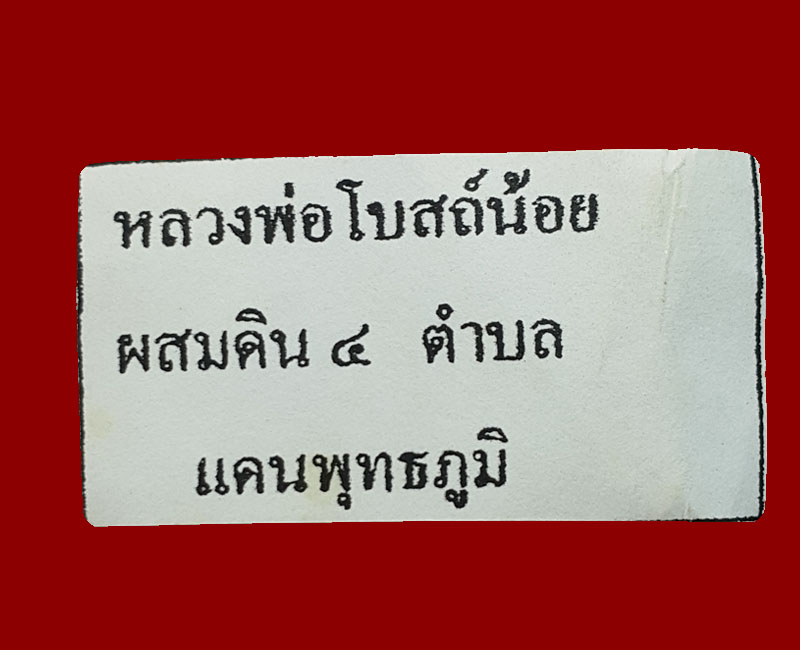 หลวงพ่อโบสถ์น้อย
ผสมดิน ๔ ตำบล
แคนพุทธภูมิ